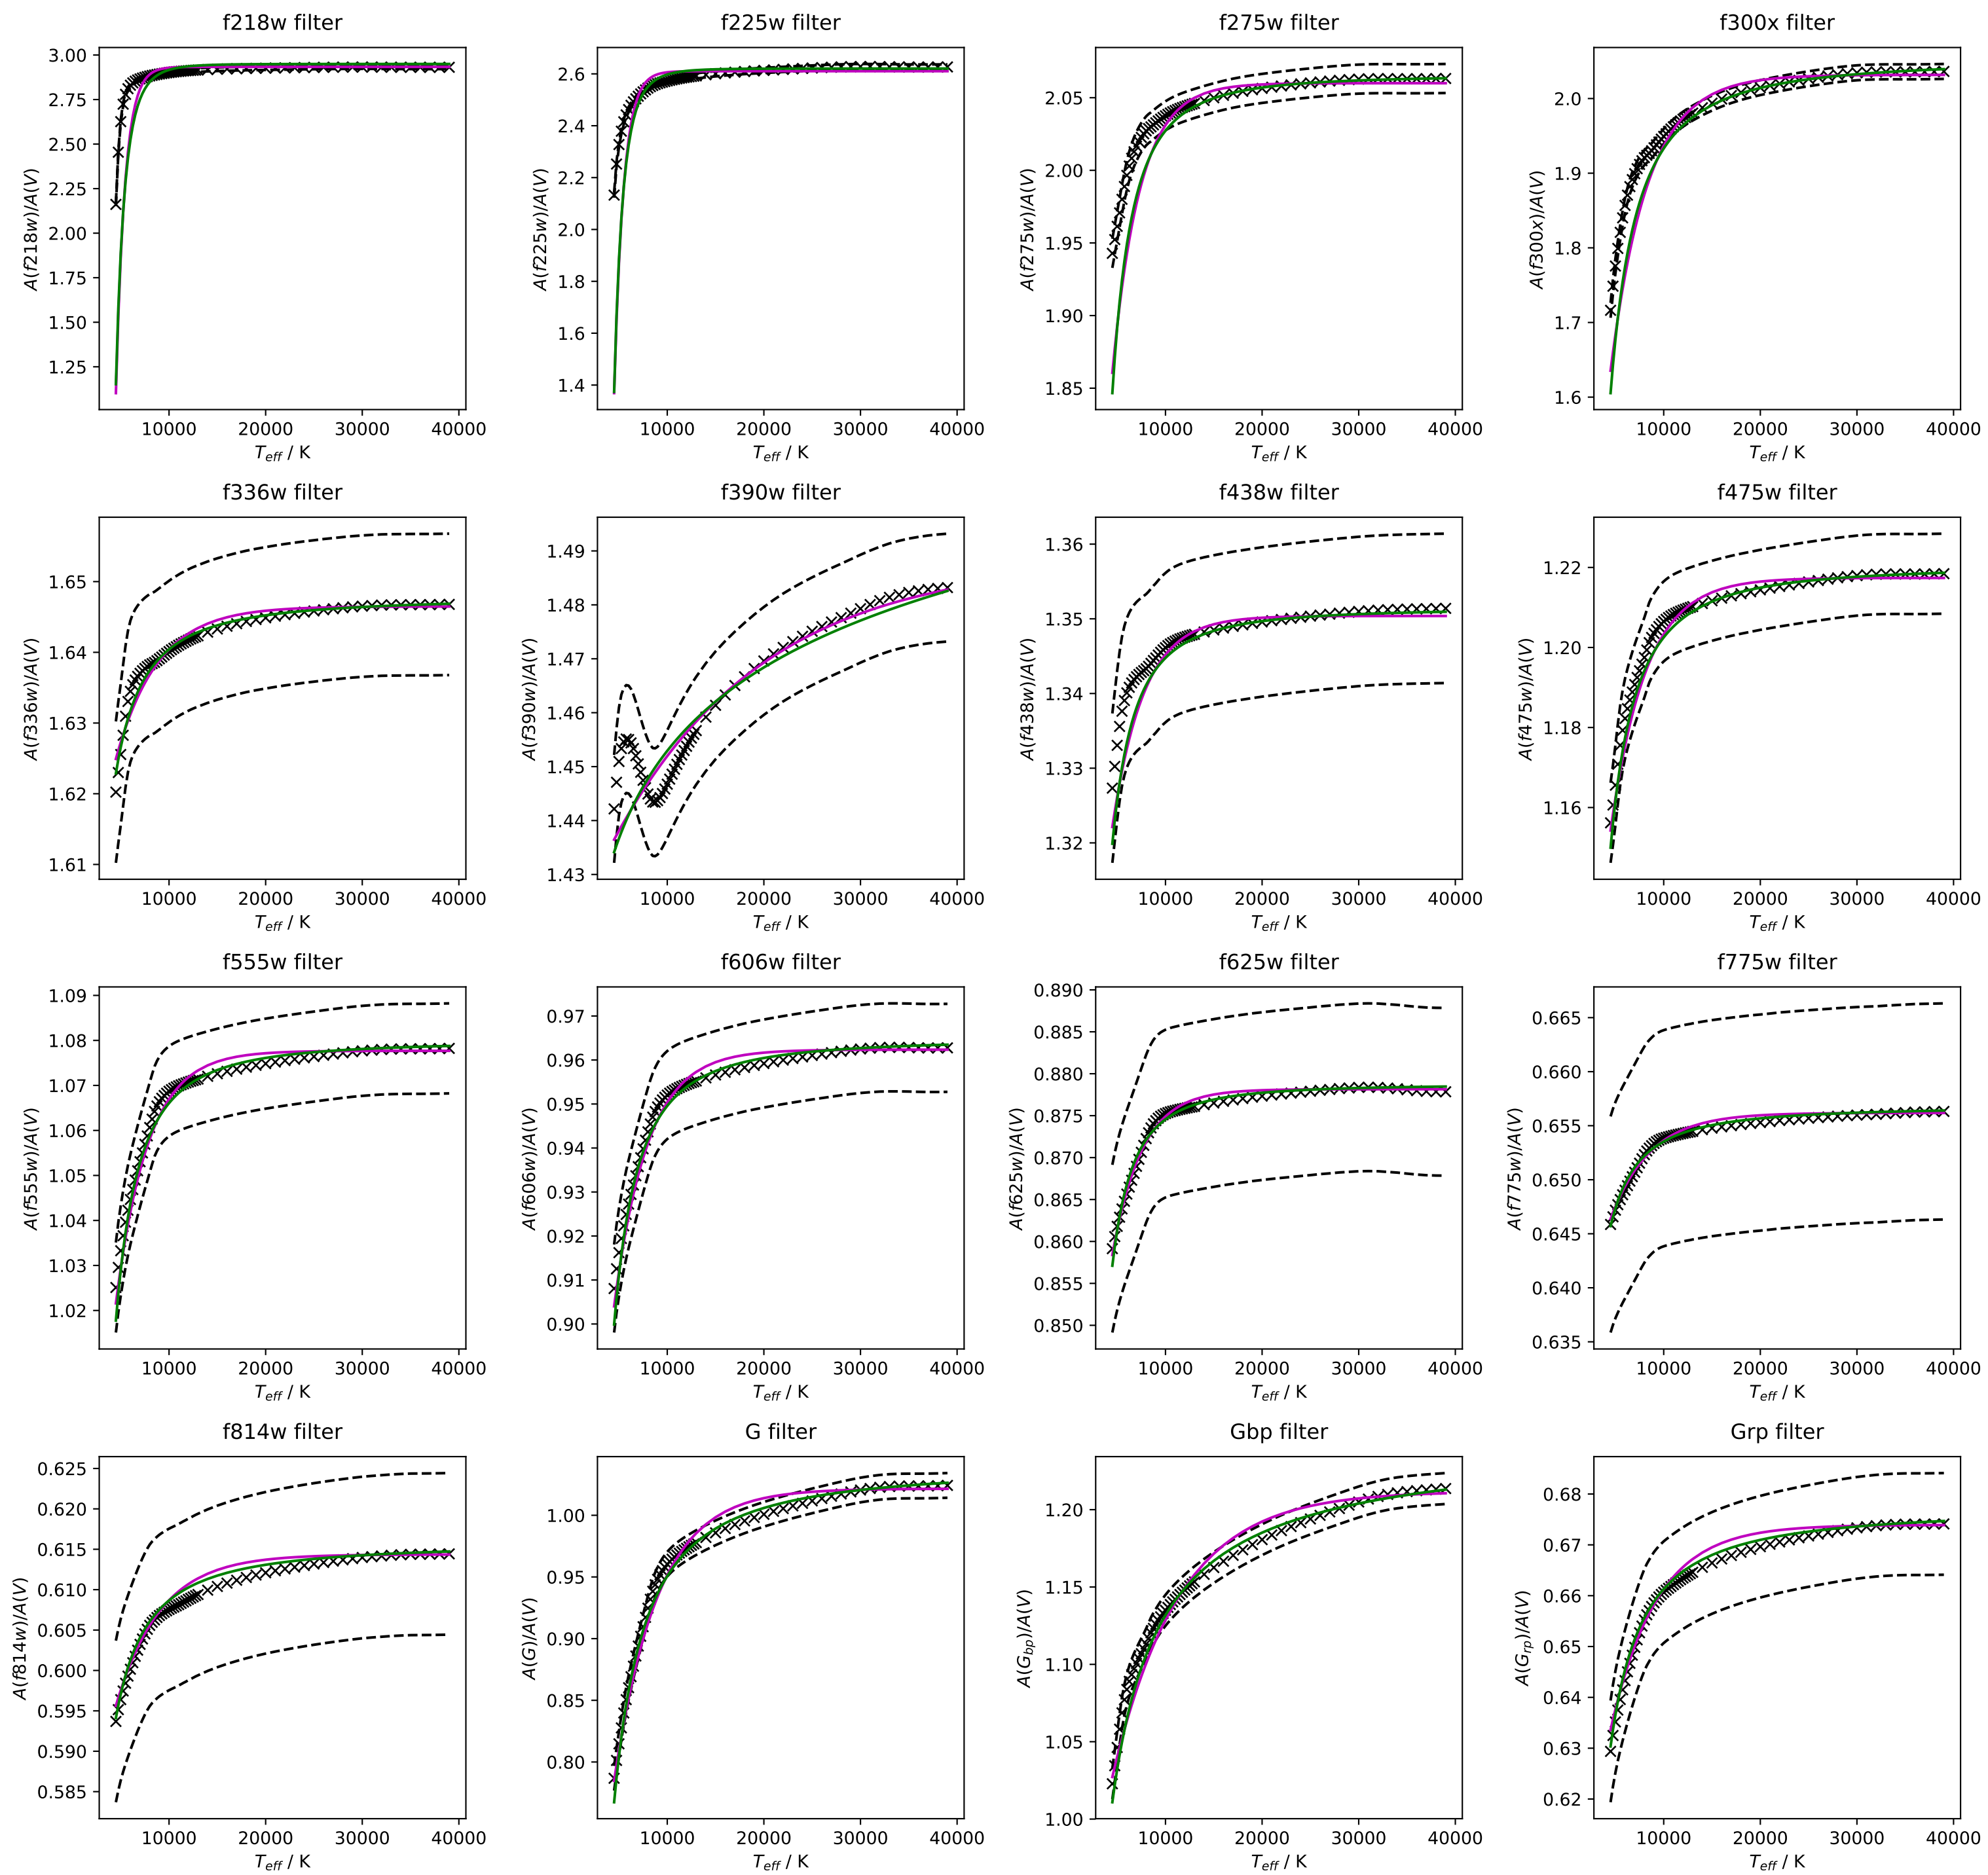 f218w filter
f225w filter
f275w filter
f300x filter
A(f218w)/A(V)
3.00
2.75
2.50
2.25
2.00
1.75
1.50
1.25
10000 20000 30000 40000
T_eff / K
A(f225w)/A(V)
2.6
2.4
2.2
2.0
1.8
1.6
1.4
10000 20000 30000 40000
T_eff / K
A(f275w)/A(V)
2.05
2.00
1.95
1.90
1.85
10000 20000 30000 40000
T_eff / K
A(f300x)/A(V)
2.0
1.9
1.8
1.7
1.6
10000 20000 30000 40000
T_eff / K
f336w filter
f390w filter
f438w filter
f475w filter
A(f336w)/A(V)
1.65
1.64
1.63
1.62
1.61
10000 20000 30000 40000
T_eff / K
A(f390w)/A(V)
1.49
1.48
1.47
1.46
1.45
1.44
1.43
10000 20000 30000 40000
T_eff / K
A(f438w)/A(V)
1.36
1.35
1.34
1.33
1.32
10000 20000 30000 40000
T_eff / K
A(f475w)/A(V)
1.22
1.20
1.18
1.16
10000 20000 30000 40000
T_eff / K
f555w filter
f606w filter
f625w filter
f775w filter
A(f555w)/A(V)
1.09
1.08
1.07
1.06
1.05
1.04
1.03
1.02
10000 20000 30000 40000
T_eff / K
A(f606w)/A(V)
0.97
0.96
0.95
0.94
0.93
0.92
0.91
0.90
10000 20000 30000 40000
T_eff / K
A(f625w)/A(V)
0.890
0.885
0.880
0.875
0.870
0.865
0.860
0.855
0.850
10000 20000 30000 40000
T_eff / K
A(f775w)/A(V)
0.665
0.660
0.655
0.650
0.645
0.640
0.635
10000 20000 30000 40000
T_eff / K
f814w filter
G filter
Gbp filter
Grp filter
A(f814w)/A(V)
0.625
0.620
0.615
0.610
0.605
0.600
0.595
0.590
0.585
10000 20000 30000 40000
T_eff / K
A(G)/A(V)
1.00
0.95
0.90
0.85
0.80
10000 20000 30000 40000
T_eff / K
A(G_bp)/A(V)
1.20
1.15
1.10
1.05
1.00
10000 20000 30000 40000
T_eff / K
A(G_rp)/A(V)
0.68
0.67
0.66
0.65
0.64
0.63
0.62
10000 20000 30000 40000
T_eff / K